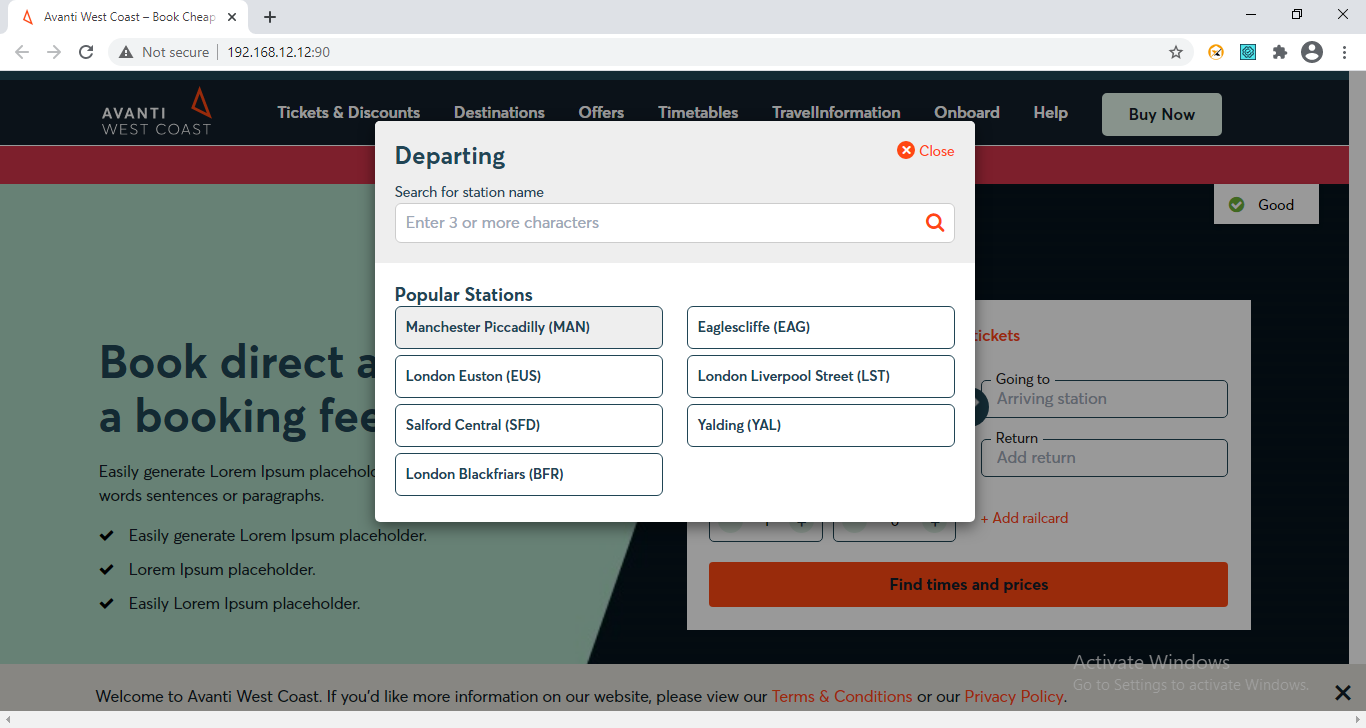 Avanti West Coast – Book Cheap
Not secure
192.168.12.12:90
AVANTI
WEST COAST
Tickets & Discounts
Destinations
Offers
Timetables
TravelInformation
Onboard
Help
Buy Now
Good
Departing
Close
Search for station name
Enter 3 or more characters
Popular Stations
Manchester Piccadilly (MAN)
Eaglescliffe (EAG)
London Euston (EUS)
London Liverpool Street (LST)
Salford Central (SFD)
Yalding (YAL)
London Blackfriars (BFR)
Book direct a
a booking fee
Easily generate Lorem Ipsum placehol
words sentences or paragraphs.
Easily generate Lorem Ipsum placeholder.
Lorem Ipsum placeholder.
Easily Lorem Ipsum placeholder.
tickets
Going to
Arriving station
Return
Add return
+ Add railcard
Find times and prices
Activate Windows
Go to Settings to activate Windows.
Welcome to Avanti West Coast. If you'd like more information on our website, please view our Terms & Conditions or our Privacy Policy.